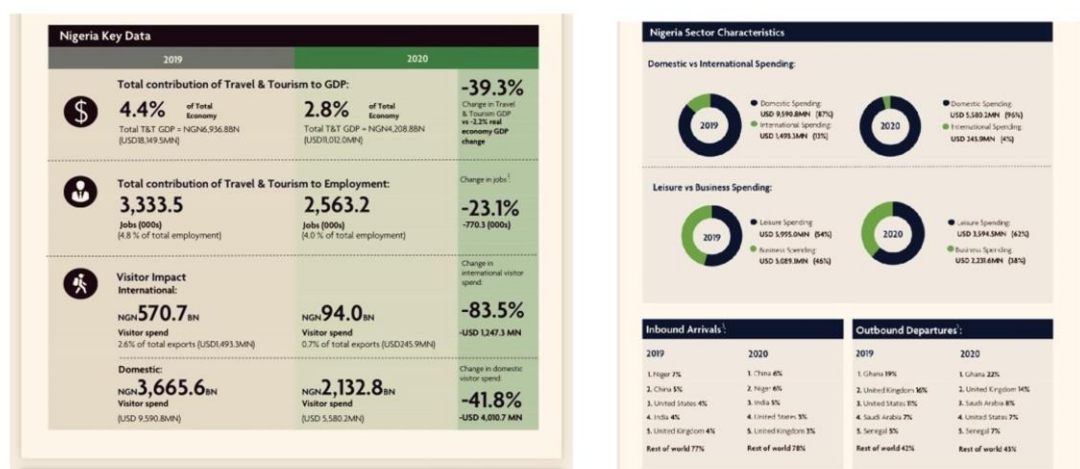 Nigeria Key Data
2019 2020
Total contribution of Travel & Tourism to GDP:
4.4% of Total Economy
Total T&T GDP = NGN6,936.8BN
(USD18,149.5MN)
2.8% of Total Economy
Total T&T GDP = NGN4,208.8BN
(USD11,012.0MN)
-39.3%
Change in Travel
& Tourism GDP
vs -2.2% real
economy GDP
change
Total contribution of Travel & Tourism to Employment:
3,333.5
Jobs (000s)
(4.8 % of total employment)
2,563.2
Jobs (000s)
(4.0 % of total employment)
Change in jobs1:
-23.1%
-770.3 (000s)
Visitor Impact
International:
NGN570.7BN
Visitor spend
2.6% of total exports (USD1,493.3MN)
NGN94.0BN
Visitor spend
0.7% of total exports (USD245.9MN)
Change in
international visitor
spend:
-83.5%
-USD 1,247.3 MN
Domestic:
NGN3,665.6BN
Visitor spend
(USD 9,590.8MN)
NGN2,132.8BN
Visitor spend
(USD 5,580.2MN)
Change in domestic
visitor spend:
-41.8%
-USD 4,010.7 MN
Nigeria Sector Characteristics
Domestic vs International Spending:
2019
Domestic Spending:
USD 9,590.8MN (87%)
International Spending:
USD 1,493.3MN (13%)
2020
Domestic Spending:
USD 5,580.2MN (96%)
International Spending:
USD 245.9MN (4%)
Leisure vs Business Spending:
2019
Leisure Spending:
USD 5,995.0MN (54%)
Business Spending:
USD 5,089.1MN (46%)
2020
Leisure Spending:
USD 3,594.5MN (62%)
Business Spending:
USD 2,231.6MN (38%)
Inbound Arrivals1:
2019 2020
1. Niger 7% 1. China 6%
2. China 5% 2. Niger 6%
3. United States 4% 3. India 5%
4. India 4% 4. United States 3%
5. United Kingdom 4% 5. United Kingdom 3%
Rest of world 77% Rest of world 78%
Outbound Departures1:
2019 2020
1. Ghana 19% 1. Ghana 22%
2. United Kingdom 16% 2. United Kingdom 14%
3. United States 11% 3. Saudi Arabia 8%
4. Saudi Arabia 7% 4. United States 7%
5. Senegal 5% 5. Senegal 7%
Rest of world 42% Rest of world 43%